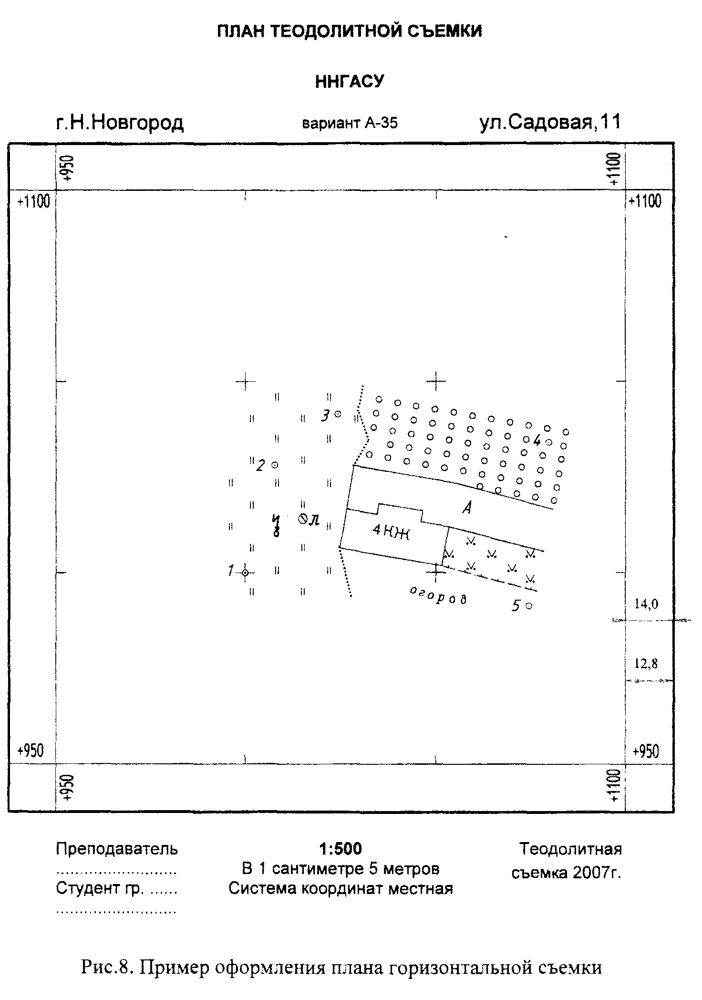 ПЛАН ТЕОДОЛИТНОЙ СЪЕМКИ
ННГАСУ
г.Н.Новгород вариант А-35 ул.Садовая,11
+950 +1100
+1100 +1100
3
4
2
А
Л
4КЖ
1
огород
5
14,0
12,8
+950 +950
+950 +1100
Преподаватель 1:500 Теодолитная
......................... В 1 сантиметре 5 метров съемка 2007г.
Студент гр. ...... Система координат местная
.........................
Рис.8. Пример оформления плана горизонтальной съемки